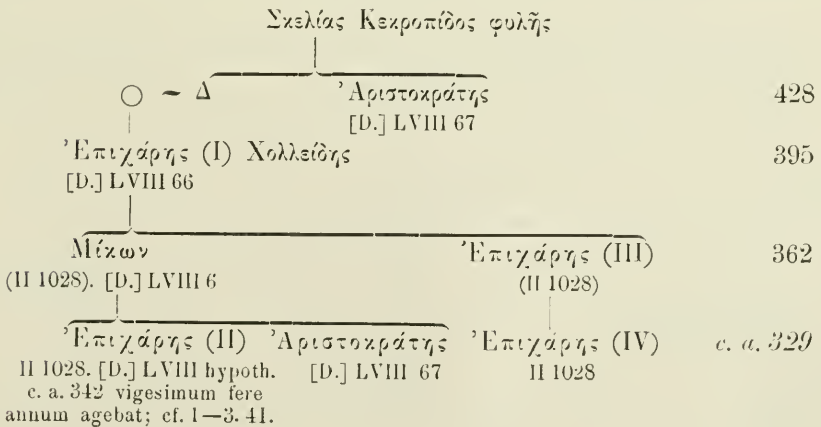 Σκελίας Κεκροπίδος φυλῆς
○ ~ Δ Ἀριστοκράτης 428
[D.] LVIII 67
Ἐπιχάρης (I) Χολλείδης 395
[D.] LVIII 66
Μίκων Ἐπιχάρης (III) 362
(II 1028). [D.] LVIII 6 (II 1028)
Ἐπιχάρης (II) Ἀριστοκράτης Ἐπιχάρης (IV) c. a. 329
II 1028. [D.] LVIII hypoth. [D.] LVIII 67 II 1028
c. a. 342 vigesimum fere
annum agebat; cf. 1—3. 41.